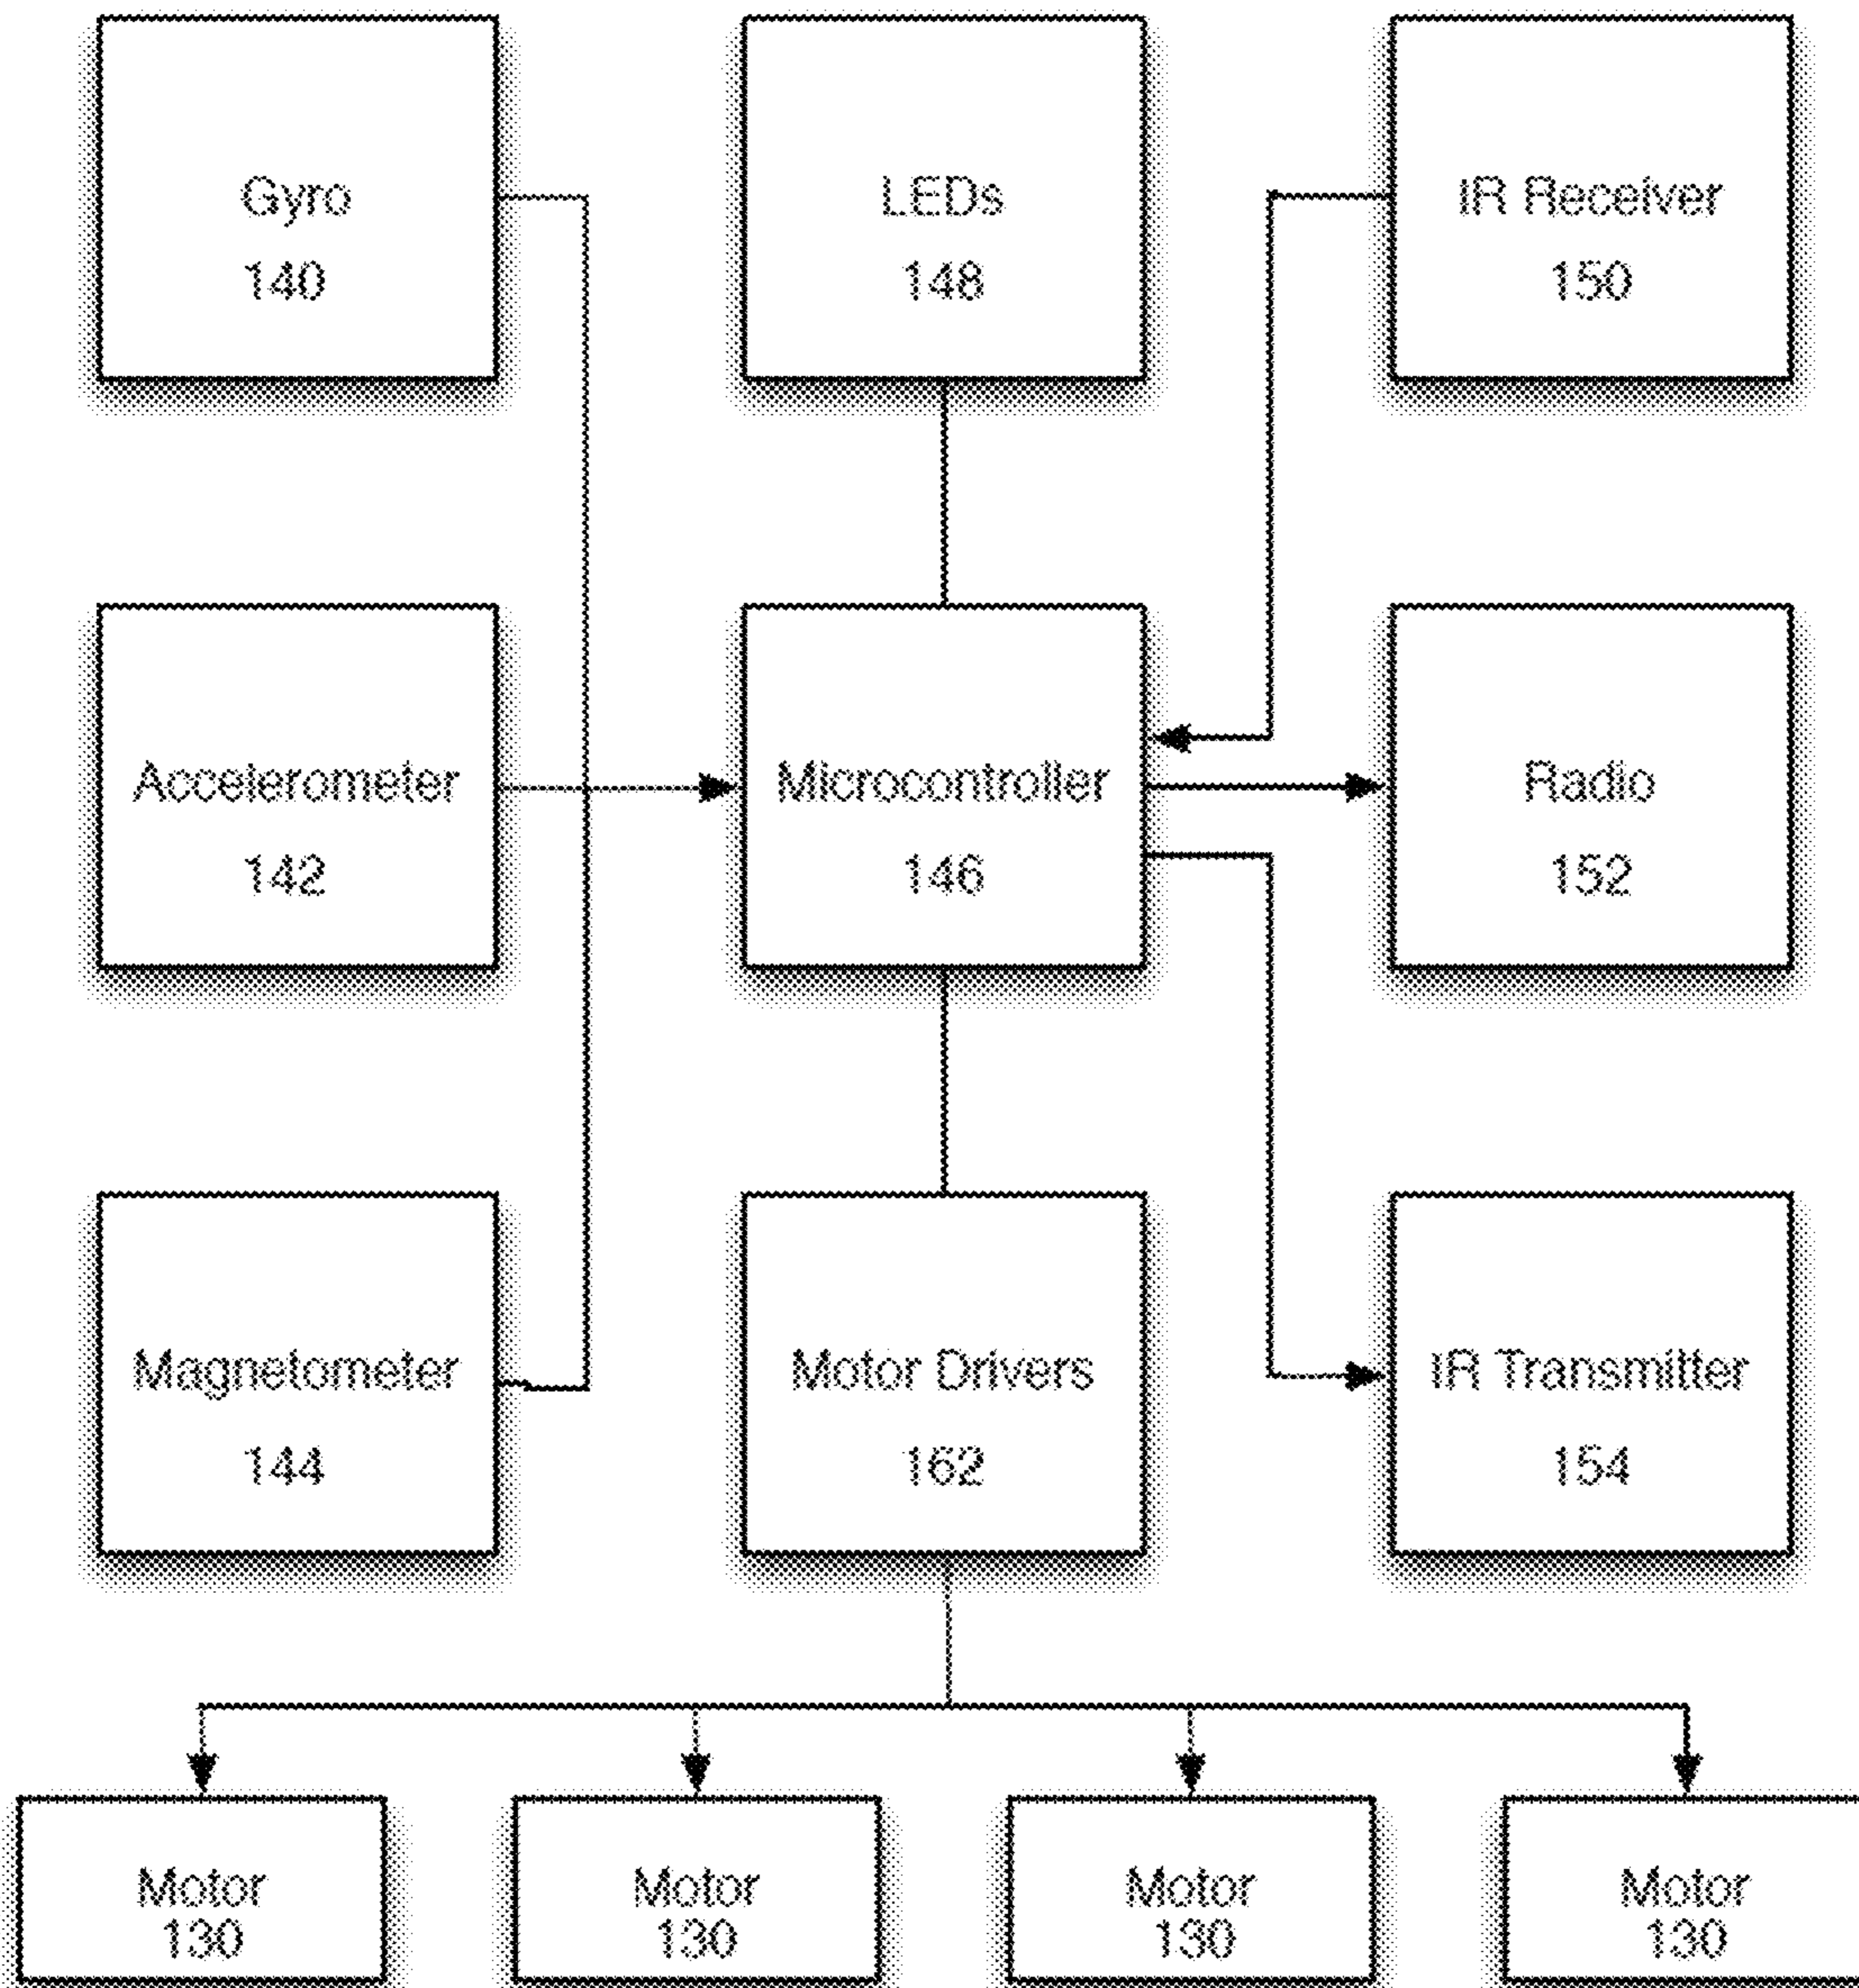 Gyro
140
LEDs
148
IR Receiver
150
Accelerometer
142
Microcontroller
146
Radio
152
Magnetometer
144
Motor Drivers
162
IR Transmitter
154
Motor
130
Motor
130
Motor
130
Motor
130